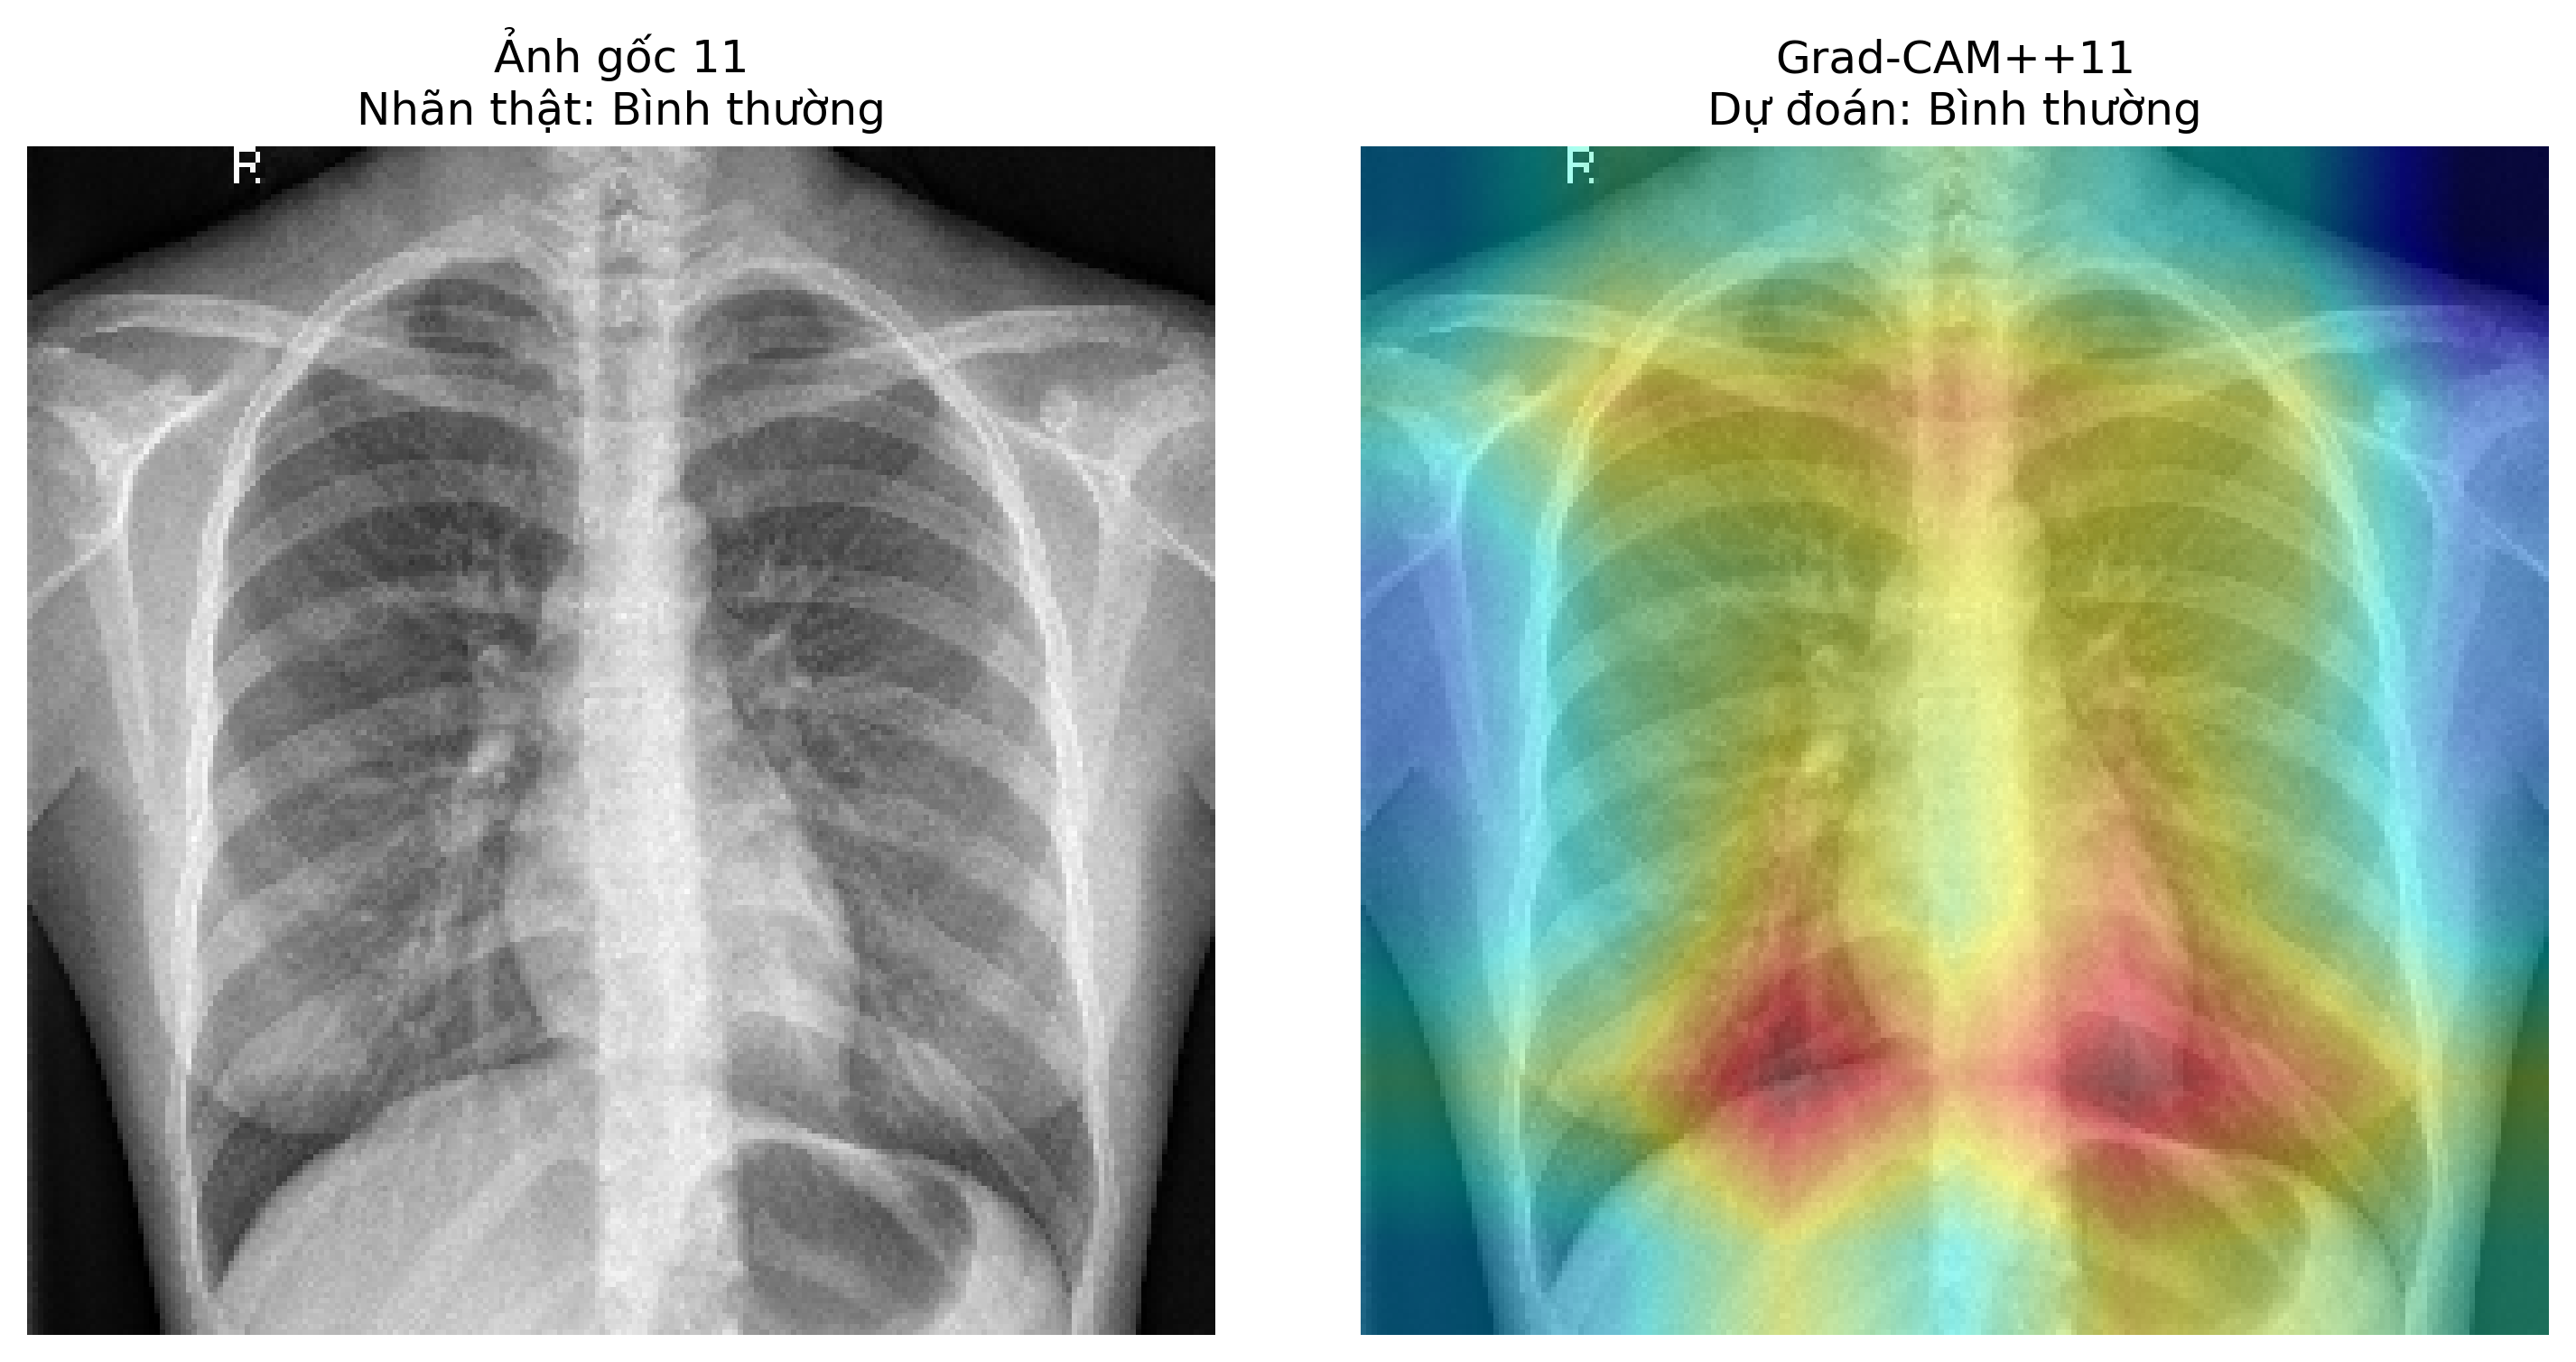 Ảnh gốc 11
Nhãn thật: Bình thường
Grad-CAM++11
Dự đoán: Bình thường
R
R